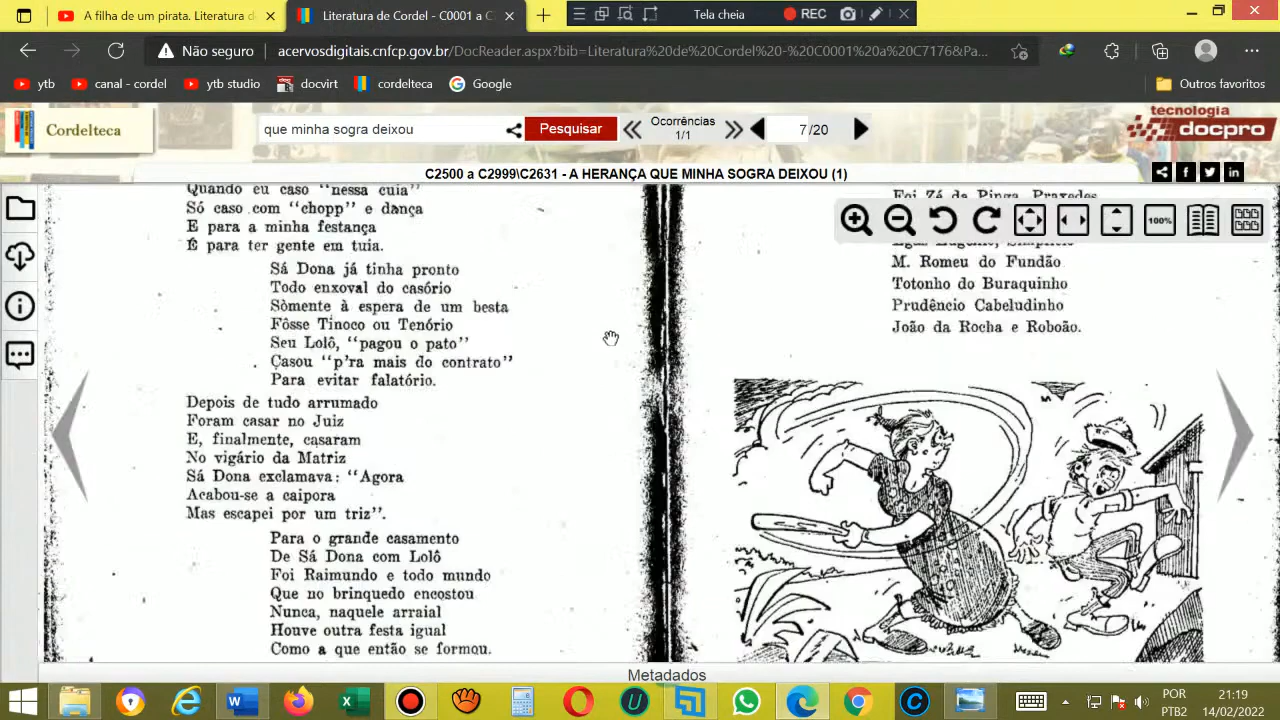 A filha de um pirata. Literatura d
Literatura de Cordel - C0001 a C
Tela cheia
REC
Não seguro
acervosdigitais.cnfcp.gov.br/DocReader.aspx?bib=Literatura%20de%20Cordel%20-%20C0001%20a%20C7176&Pa...
ytb
canal - cordel
ytb studio
docvirt
cordelteca
Google
Outros favoritos
Cordelteca
que minha sogra deixou
Pesquisar
Ocorrências
1/1
7 /20
tecnologia
docpro
C2500 a C2999\C2631 - A HERANÇA QUE MINHA SOGRA DEIXOU (1)
100%
Quando eu caso "nessa cuia"
Só caso com "chopp" e dança
E para a minha festança
É para ter gente em tuia.
Sá Dona já tinha pronto
Todo enxoval do casório
Sòmente à espera de um besta
Fôsse Tinoco ou Tenório
Seu Lolô, "pagou o pato"
Casou "p'ra mais do contrato"
Para evitar falatório.
Depois de tudo arrumado
Foram casar no Juiz
E, finalmente, casaram
No vigário da Matriz
Sá Dona exclamava: "Agora
Acabou-se a caipora
Mas escapei por um triz".
Para o grande casamento
De Sá Dona com Lolô
Foi Raimundo e todo mundo
Que no brinquedo encostou
Nunca, naquele arraial
Houve outra festa igual
Como a que então se formou.
Foi Zé da Pinga, Praxedes
M. Romeu do Fundão
Totonho do Buraquinho
Prudêncio Cabeludinho
João da Rocha e Roboão.
Metadados
POR
PTB2
21:19
14/02/2022